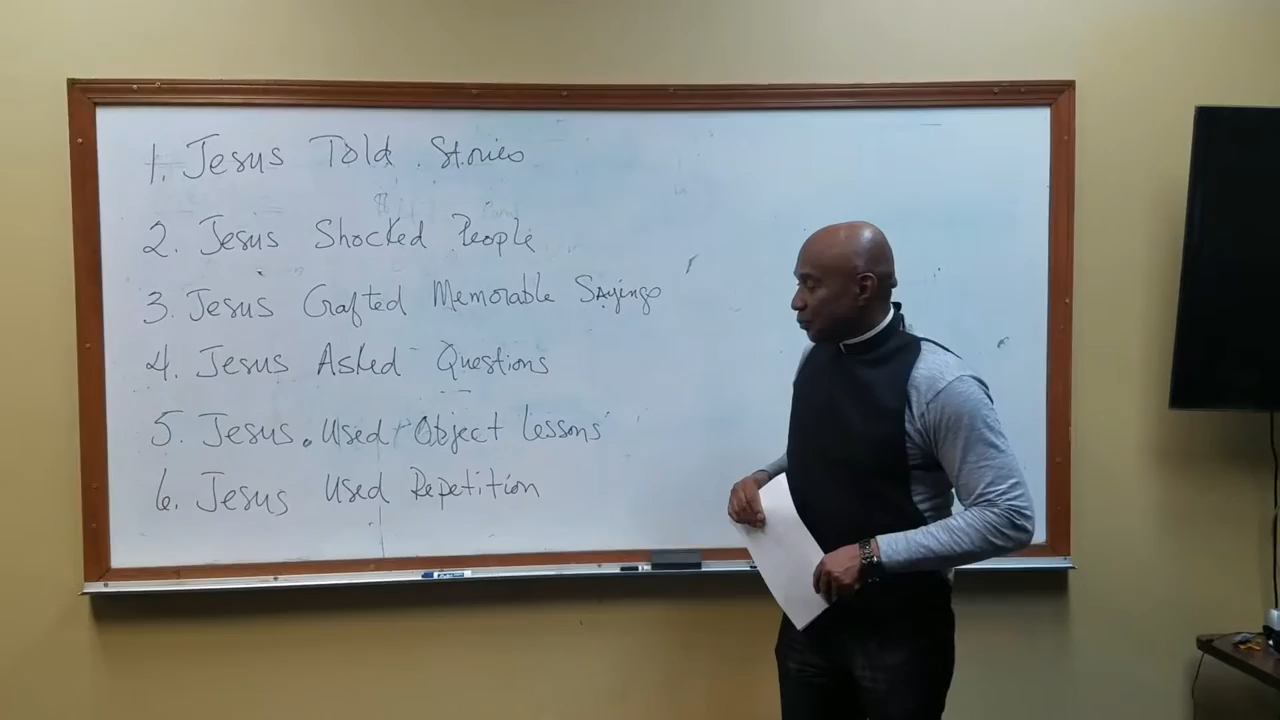 1. Jesus Told Stories
2. Jesus Shocked People
3. Jesus Crafted Memorable Sayings
4. Jesus Asked Questions
5. Jesus Used Object Lessons
6. Jesus Used Repetition